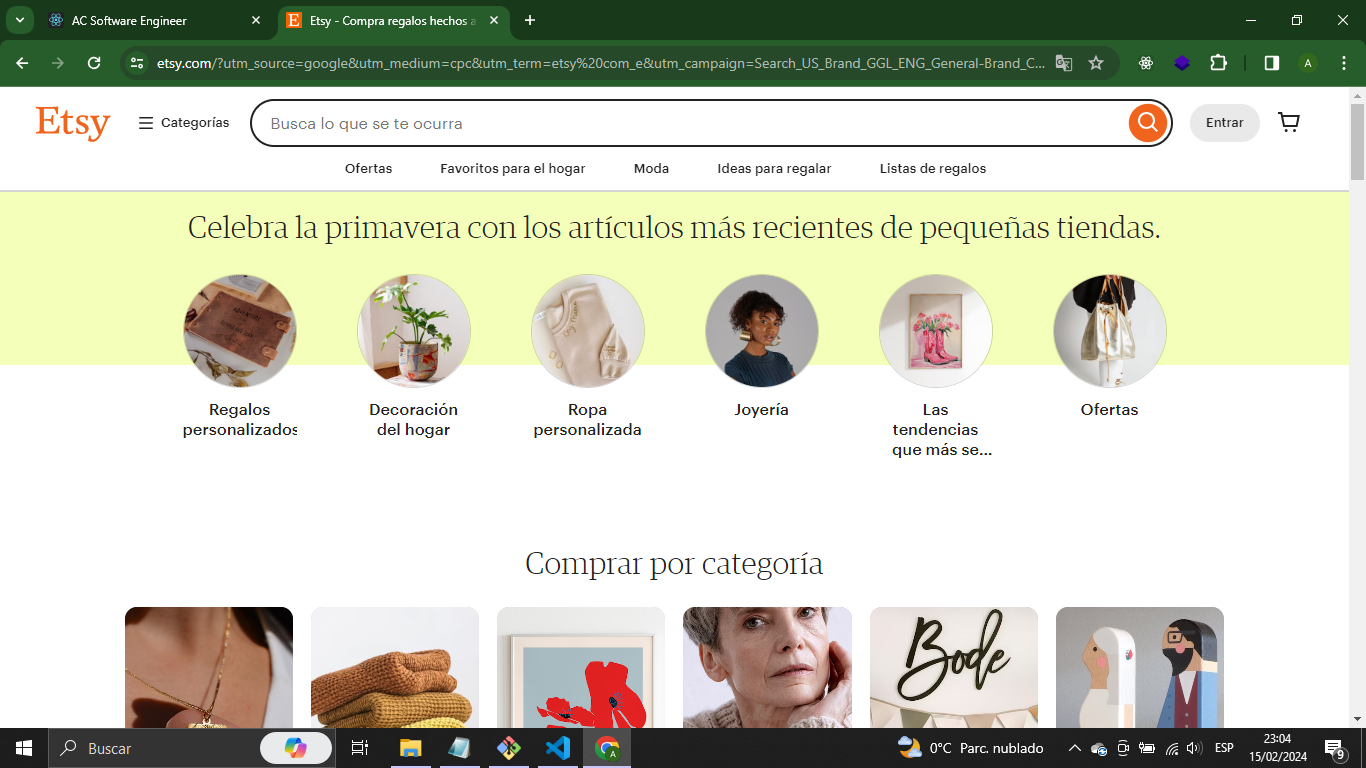 AC Software Engineer
Etsy - Compra regalos hechos a
etsy.com/?utm_source=google&utm_medium=cpc&utm_term=etsy%20com_e&utm_campaign=Search_US_Brand_GGL_ENG_General-Brand_C...
A
Etsy
Categorías
Busca lo que se te ocurra
Entrar
Ofertas
Favoritos para el hogar
Moda
Ideas para regalar
Listas de regalos
Celebra la primavera con los artículos más recientes de pequeñas tiendas.
Regalos
personalizados
Decoración
del hogar
Ropa
personalizada
Joyería
Las
tendencias
que más se...
Ofertas
Comprar por categoría
Bode
Buscar
A
0°C Parc. nublado
ESP
23:04
15/02/2024
9